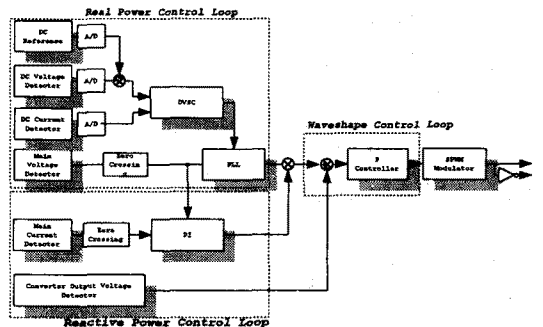 Real Power Control Loop
DC
Reference
A/D
DC Voltage
Detector
A/D
DVSC
DC Current
Detector
A/D
Waveshape Control Loop
Main
Voltage
Detector
Zero
Crossin
g
PLL
P
Controller
SPWM
Modulator
Main
Current
Detector
Zero
Crossing
PI
Converter Output Voltage
Detector
Reactive Power Control Loop